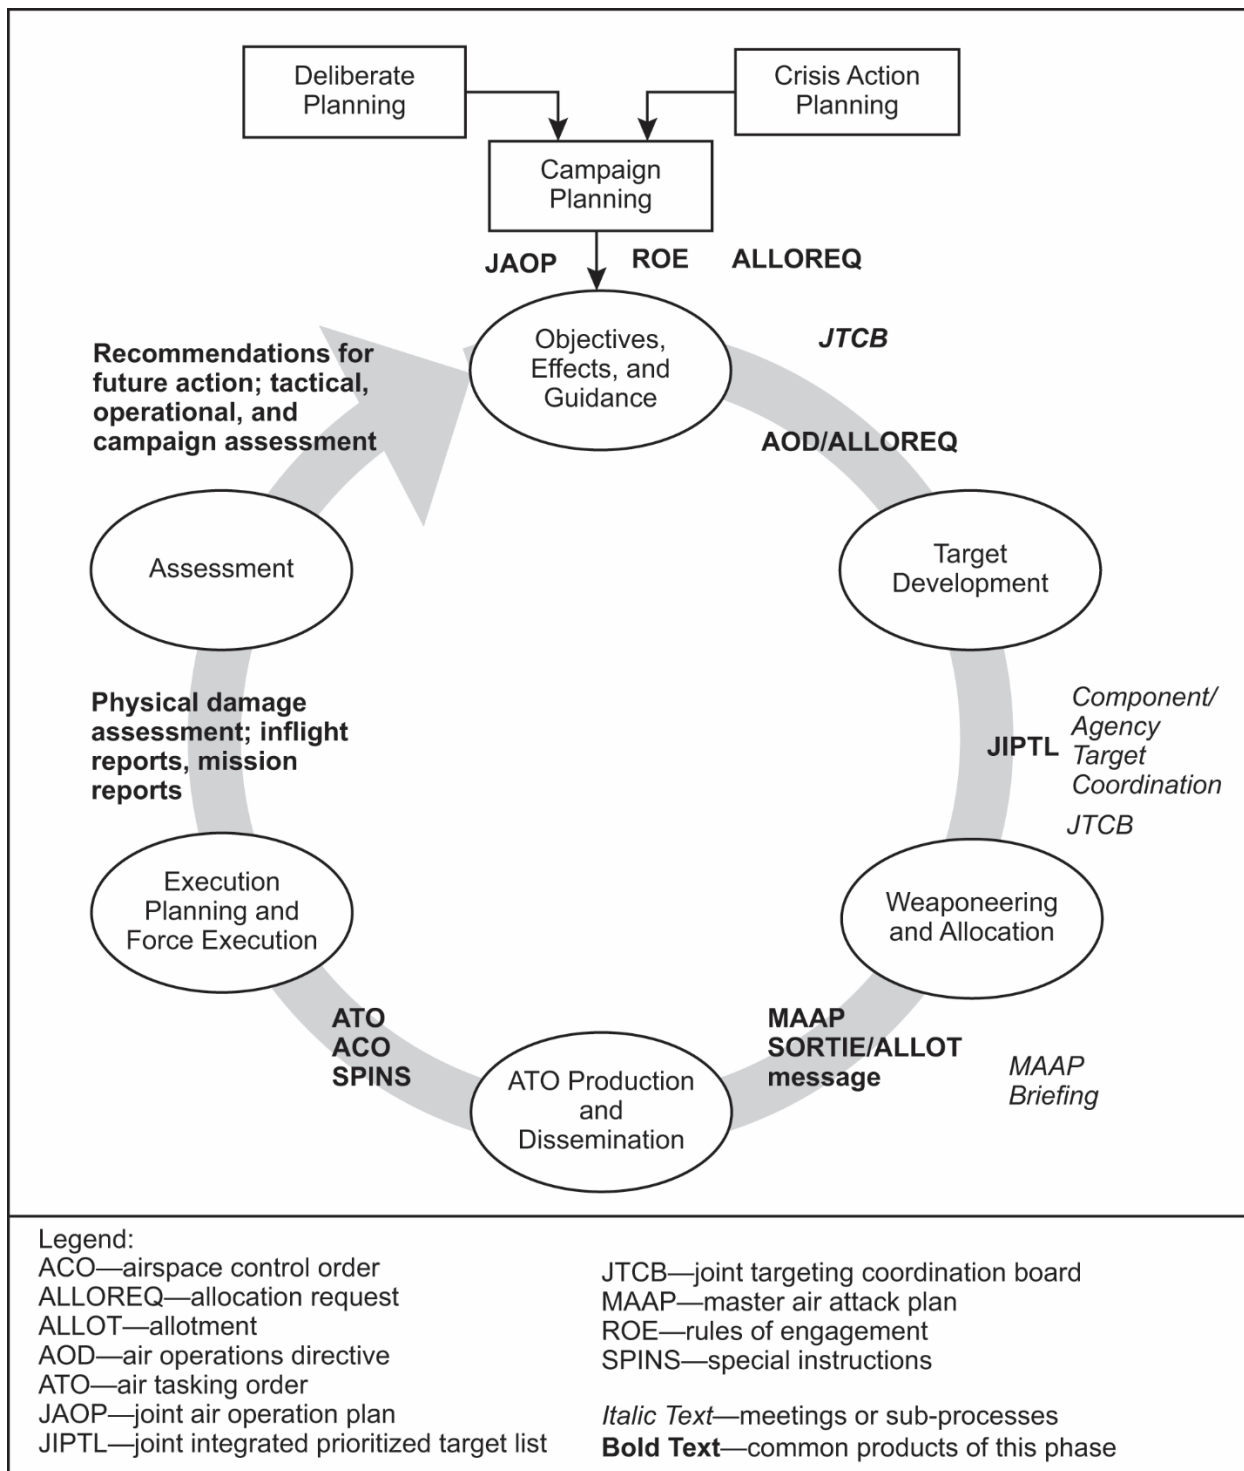 Deliberate
Planning
Crisis Action
Planning
Campaign
Planning
JAOP
ROE
ALLOREQ
Objectives,
Effects, and
Guidance
JTCB
Recommendations for
future action; tactical,
operational, and
campaign assessment
AOD/ALLOREQ
Assessment
Target
Development
Physical damage
assessment; inflight
reports, mission
reports
JIPTL
Component/
Agency
Target
Coordination
JTCB
Execution
Planning and
Force Execution
Weaponeering
and Allocation
ATO
ACO
SPINS
MAAP
SORTIE/ALLOT
message
MAAP
Briefing
ATO Production
and
Dissemination
Legend:
ACO—airspace control order
ALLOREQ—allocation request
ALLOT—allotment
AOD—air operations directive
ATO—air tasking order
JAOP—joint air operation plan
JIPTL—joint integrated prioritized target list
JTCB—joint targeting coordination board
MAAP—master air attack plan
ROE—rules of engagement
SPINS—special instructions
Italic Text—meetings or sub-processes
Bold Text—common products of this phase